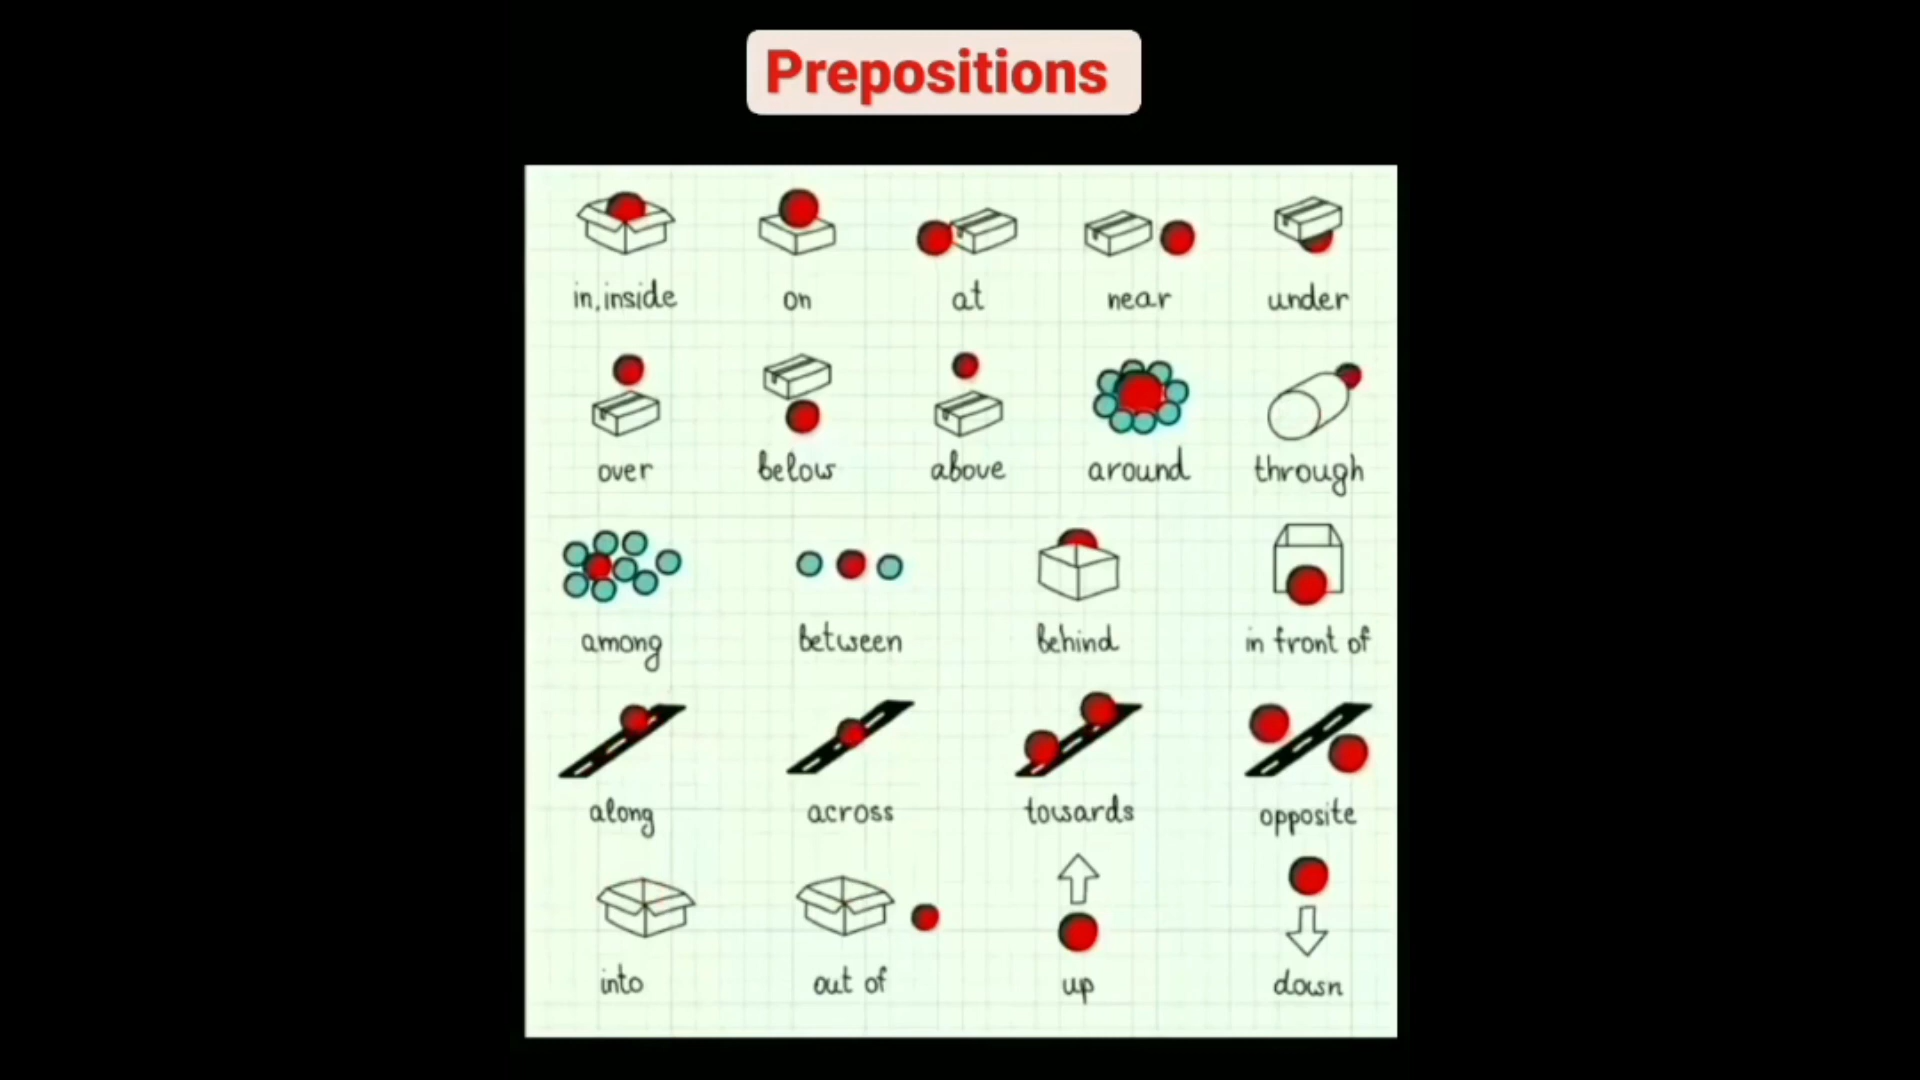 Prepositions
in, inside on at near under
over below above around through
among between behind in front of
along across towards opposite
into out of up down